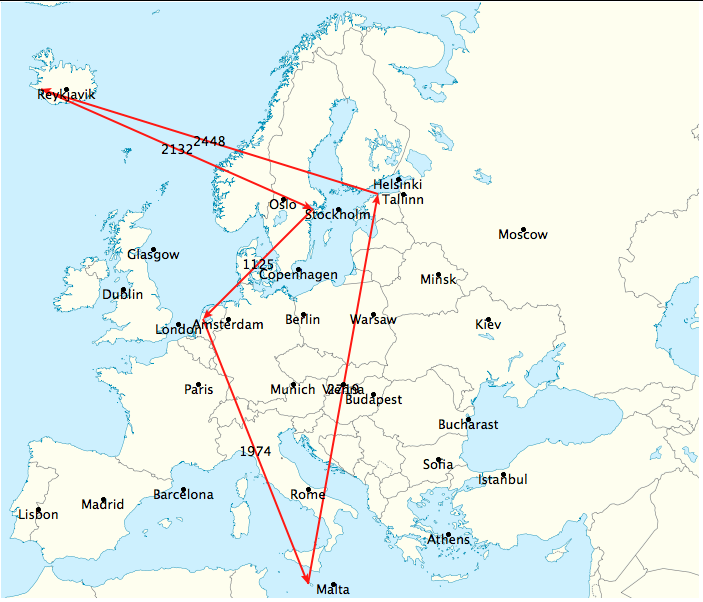 Reykjavik
2448
2132
Helsinki
Tallinn
Oslo
Stockholm
Moscow
Glasgow
1125
Copenhagen
Minsk
Dublin
London
Amsterdam
Berlin
Warsaw
Kiev
Paris
Munich
Vienna
2719
Budapest
Bucharast
1974
Sofia
Istanbul
Barcelona
Rome
Madrid
Lisbon
Athens
Malta